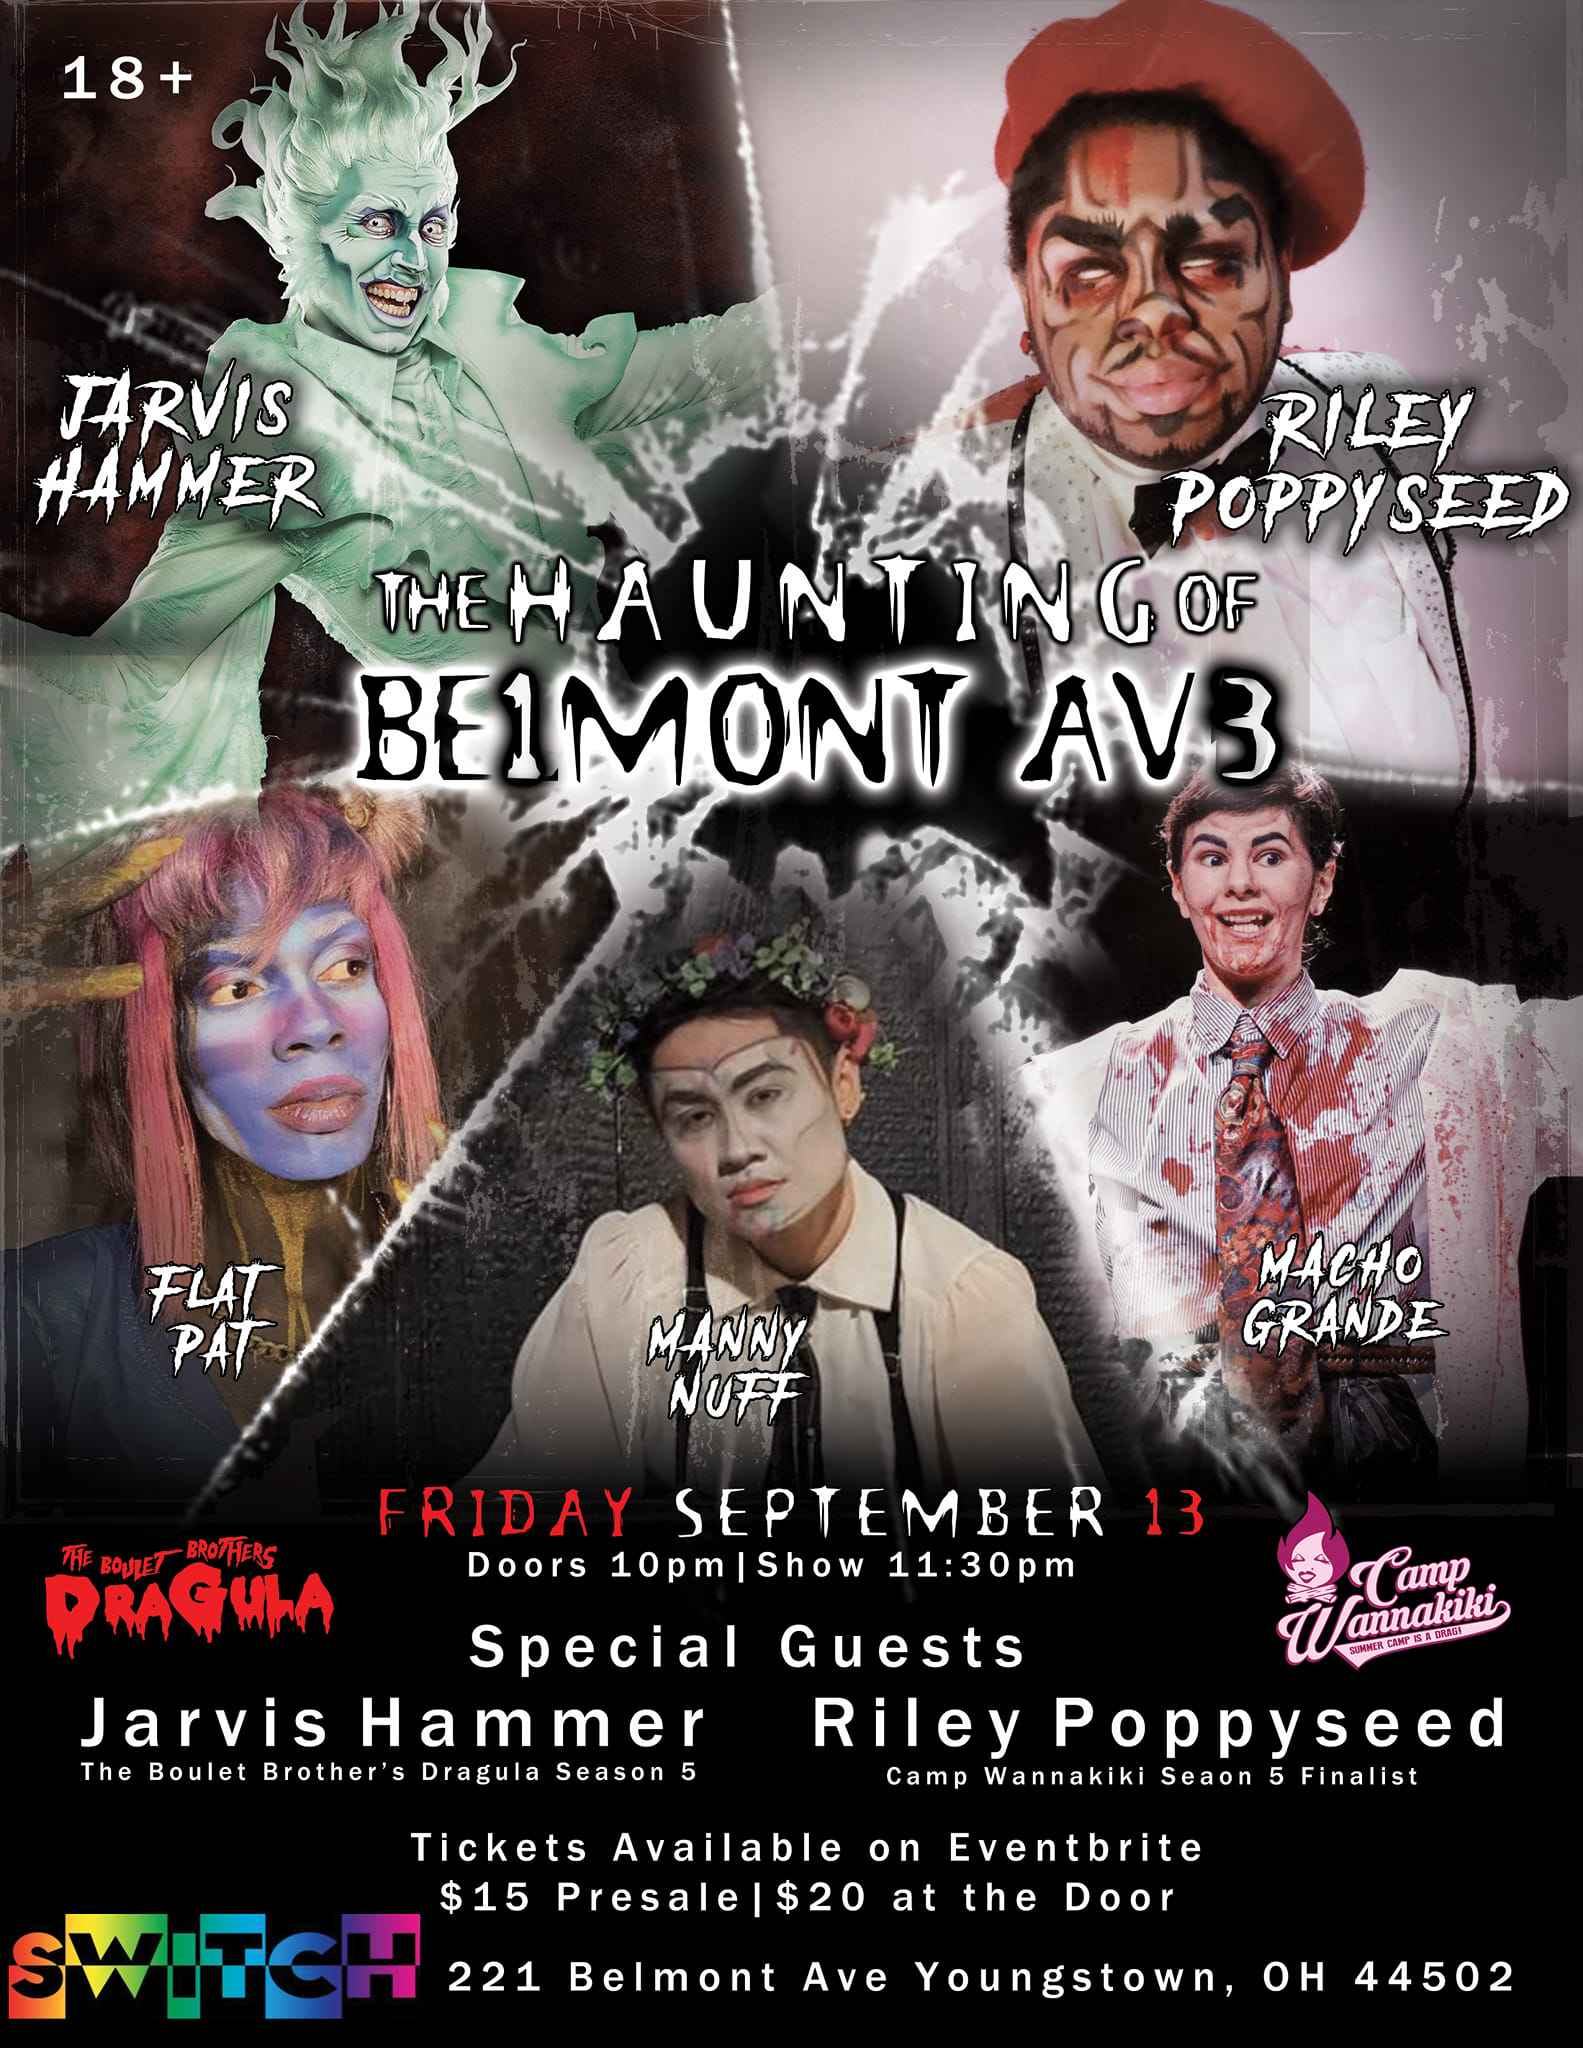 18+
JARVIS
HAMMER
RILEY
POPPYSEED
THE HAUNTING OF
BE1MONT AV3
FLAT
PAT
MANNY
NUFF
MACHO
GRANDE
FRIDAY SEPTEMBER 13
Doors 10pm|Show 11:30pm
THE BOULET BROTHERS
DRAGULA
Camp
Wannakiki
SUMMER CAMP IS A DRAG!
Special Guests
Jarvis Hammer
The Boulet Brother's Dragula Season 5
Riley Poppyseed
Camp Wannakiki Seaon 5 Finalist
Tickets Available on Eventbrite
$15 Presale|$20 at the Door
SWITCH
221 Belmont Ave Youngstown, OH 44502